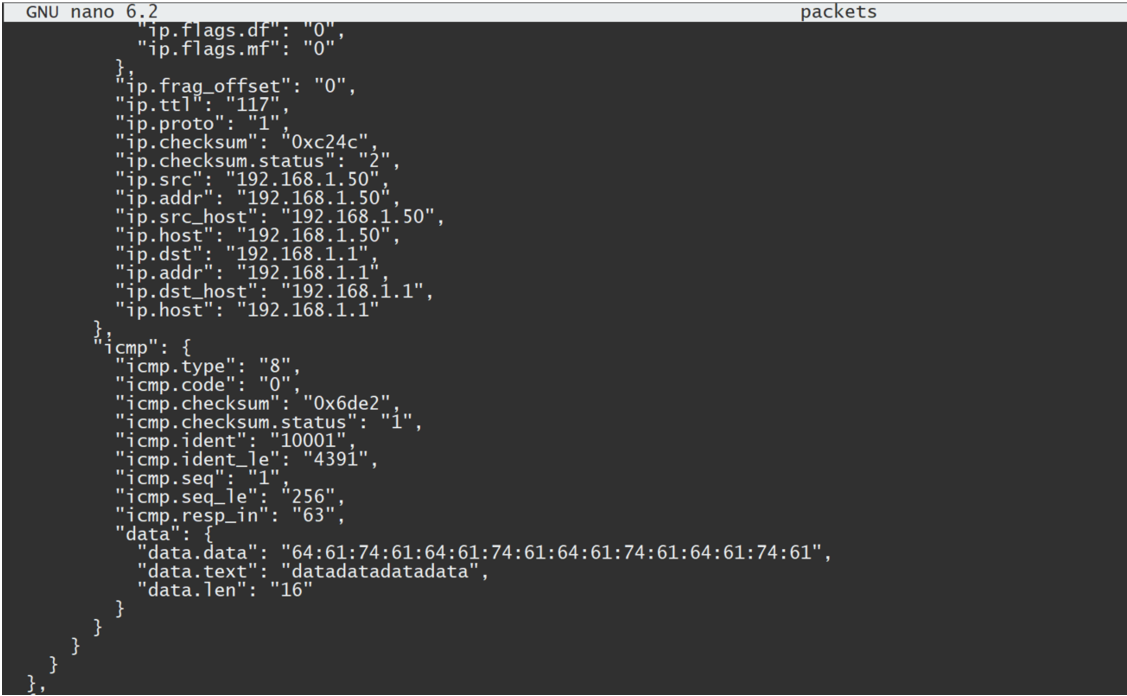 GNU nano 6.2 packets
"ip.flags.df": "0",
"ip.flags.mf": "0"
},
"ip.frag_offset": "0",
"ip.ttl": "117",
"ip.proto": "1",
"ip.checksum": "0xc24c",
"ip.checksum.status": "2",
"ip.src": "192.168.1.50",
"ip.addr": "192.168.1.50",
"ip.src_host": "192.168.1.50",
"ip.host": "192.168.1.50",
"ip.dst": "192.168.1.1",
"ip.addr": "192.168.1.1",
"ip.dst_host": "192.168.1.1",
"ip.host": "192.168.1.1"
},
"icmp": {
"icmp.type": "8",
"icmp.code": "0",
"icmp.checksum": "0x6de2",
"icmp.checksum.status": "1",
"icmp.ident": "10001",
"icmp.ident_le": "4391",
"icmp.seq": "1",
"icmp.seq_le": "256",
"icmp.resp_in": "63",
"data": {
"data.data": "64:61:74:61:64:61:74:61:64:61:74:61:64:61:74:61",
"data.text": "datadatadatadata",
"data.len": "16"
}
}
}
}
},